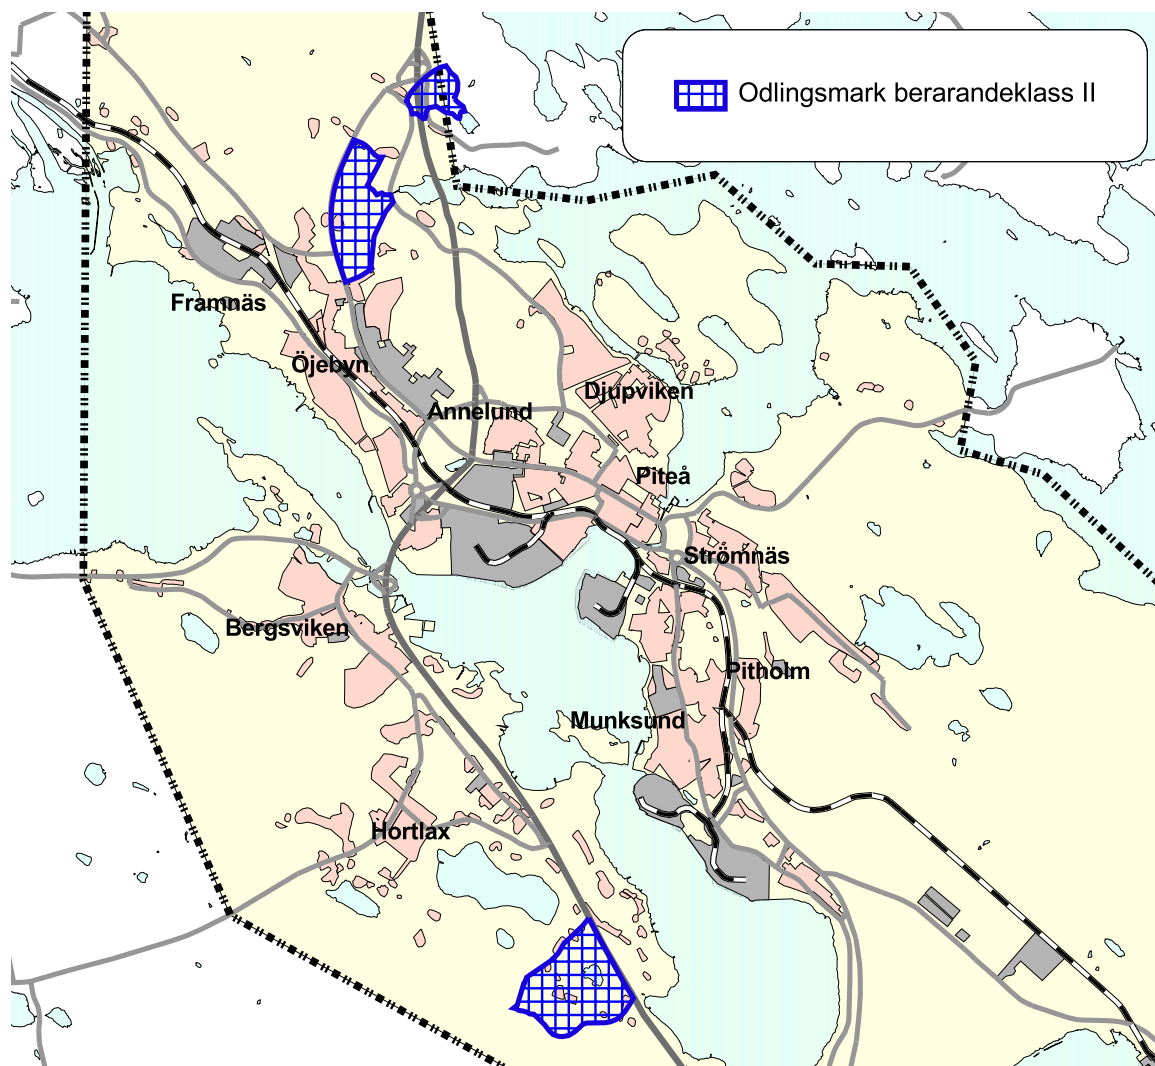 Odlingsmark berarandeklass II
Framnäs
Öjebyn
Djupviken
Annelund
Piteå
Strömnäs
Bergsviken
Pitholm
Munksund
Hortlax